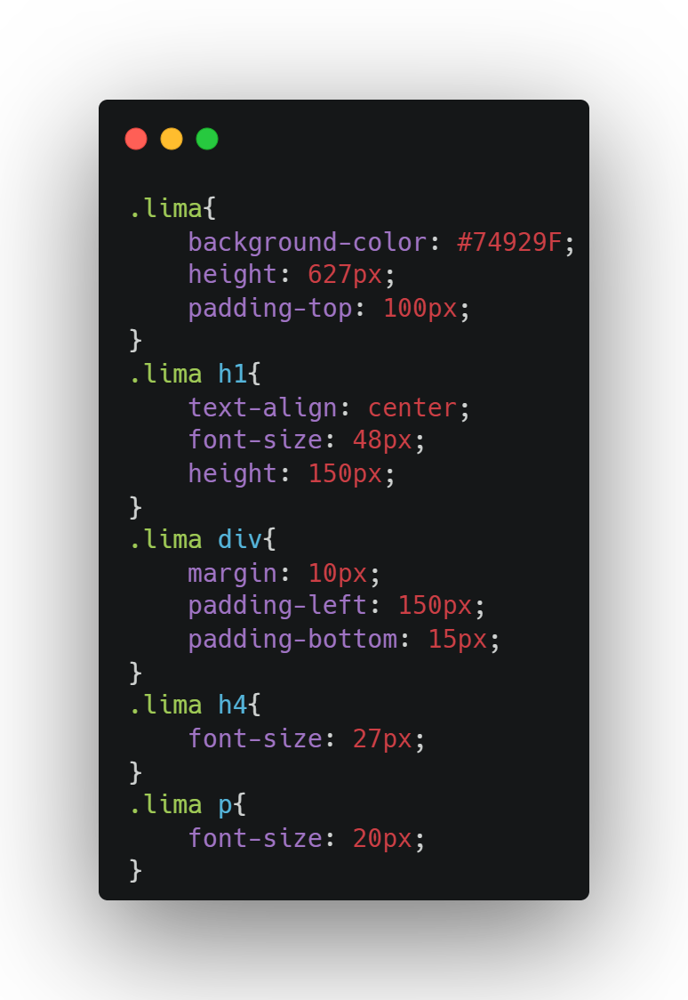 .lima{
    background-color: #74929F;
    height: 627px;
    padding-top: 100px;
}
.lima h1{
    text-align: center;
    font-size: 48px;
    height: 150px;
}
.lima div{
    margin: 10px;
    padding-left: 150px;
    padding-bottom: 15px;
}
.lima h4{
    font-size: 27px;
}
.lima p{
    font-size: 20px;
}